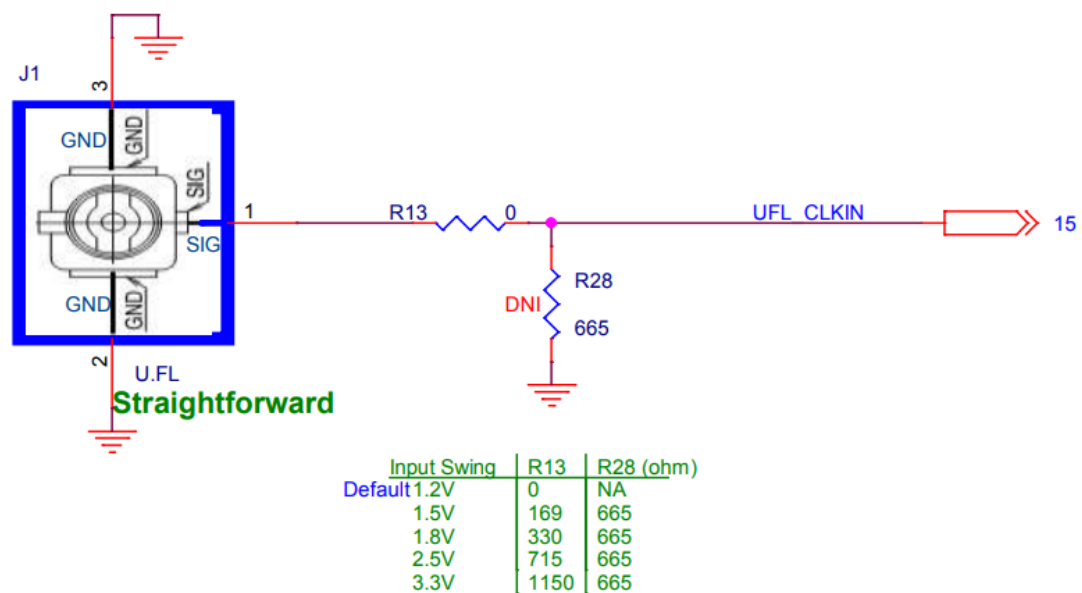 J1
3
GND
GND
SIG
1
R13
0
UFL_CLKIN
15
SIG
GND
GND
DNI
R28
665
2
U.FL
Straightforward
Input Swing R13 R28 (ohm)
Default 1.2V 0 NA
1.5V 169 665
1.8V 330 665
2.5V 715 665
3.3V 1150 665